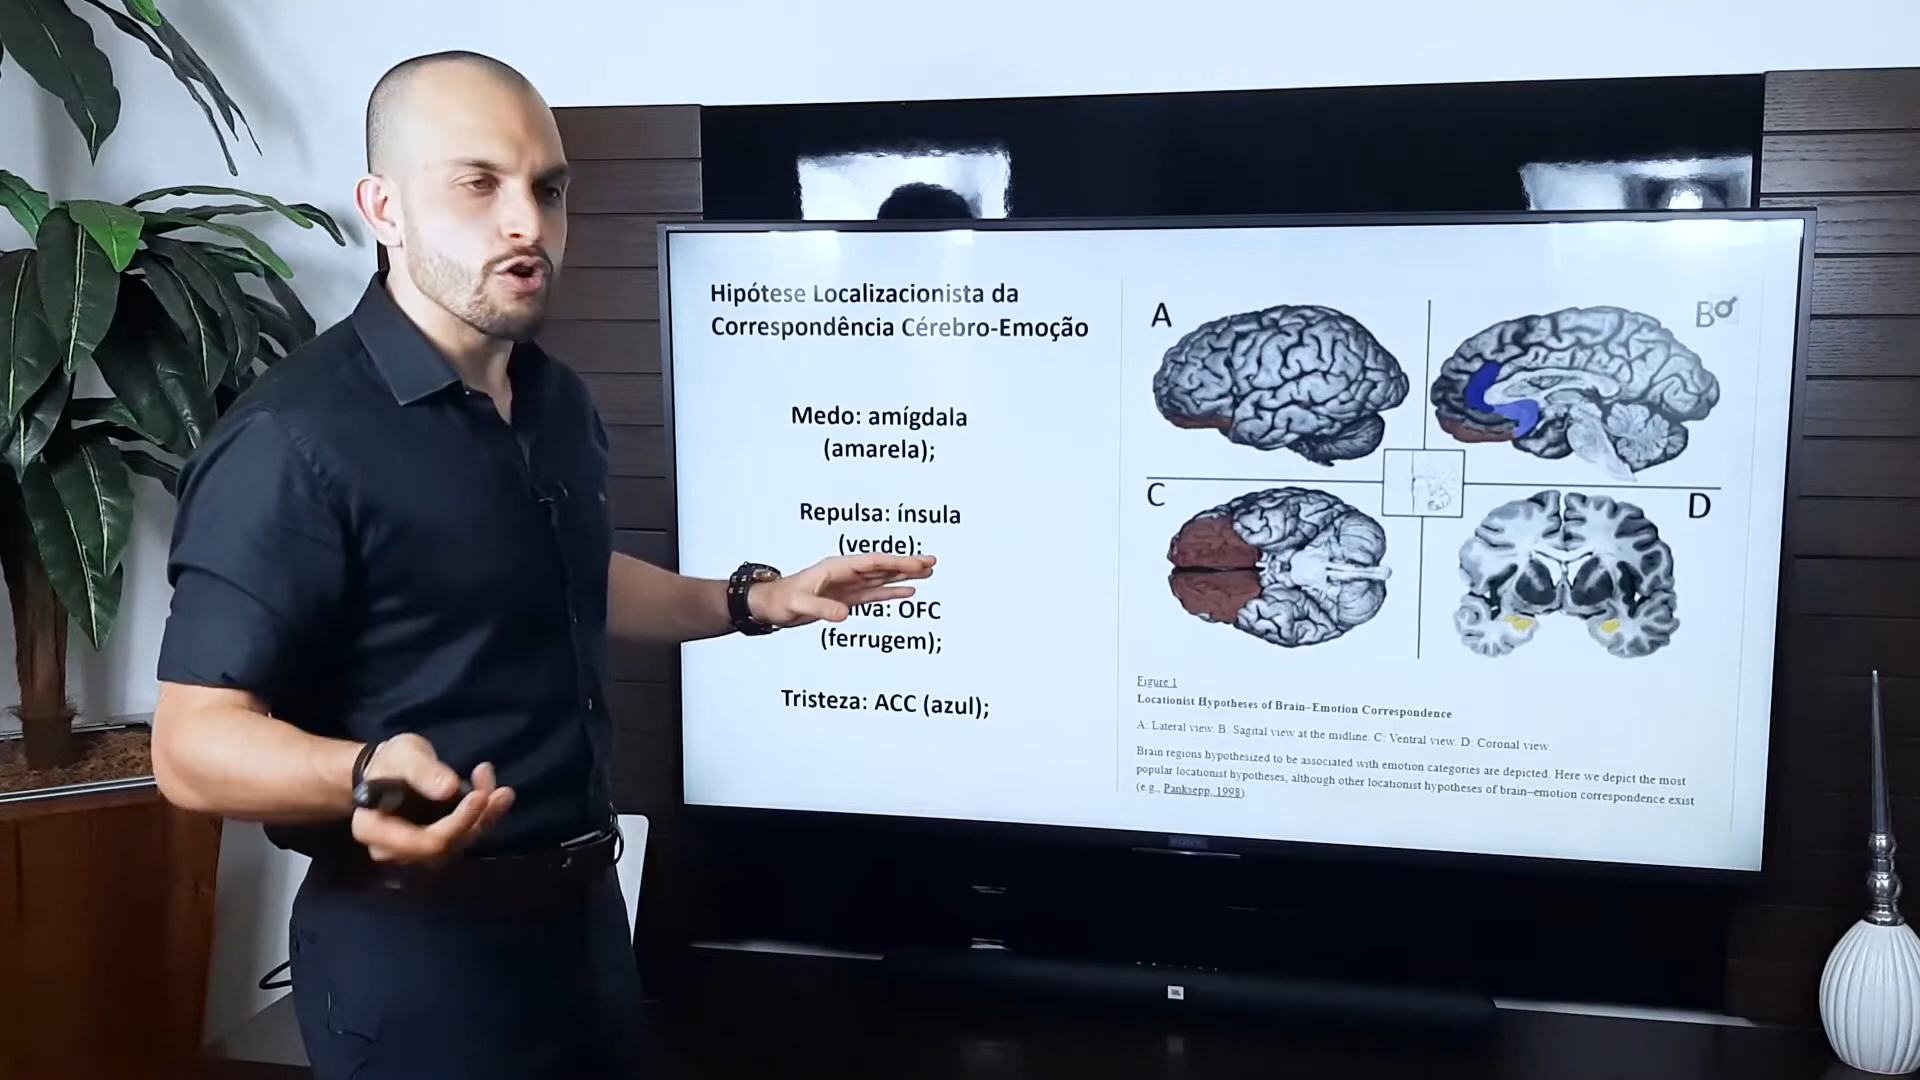 Hipótese Localizacionista da
Correspondência Cérebro-Emoção
Medo: amígdala
(amarela);
Repulsa: ínsula
(verde);
OFC
(ferrugem);
Tristeza: ACC (azul);
A
B
C
D
Figure 1
Locationist Hypotheses of Brain–Emotion Correspondence
A: Lateral view. B: Sagital view at the midline. C: Ventral view. D: Coronal view.
Brain regions hypothesized to be associated with emotion categories are depicted. Here we depict the most
popular locationist hypotheses, although other locationist hypotheses of brain–emotion correspondence exist
(e.g., Panksepp, 1998).
SONY
JBL